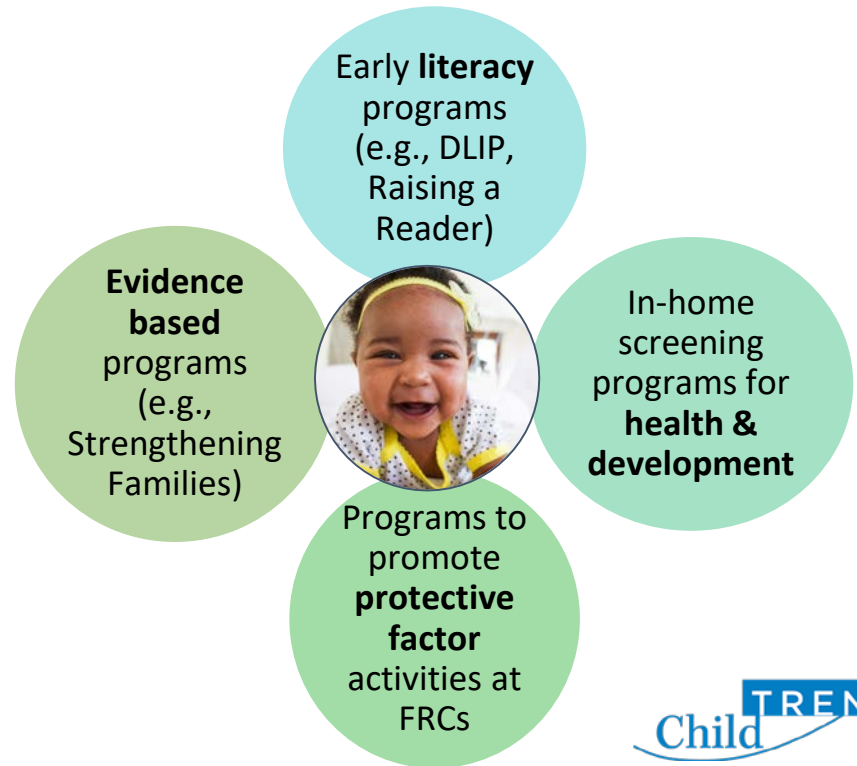 Early literacy
programs
(e.g., DLIP,
Raising a
Reader)
Evidence
based
programs
(e.g.,
Strengthening
Families)
In-home
screening
programs for
health &
development
Programs to
promote
protective
factor
activities at
FRCs
TREN
Child